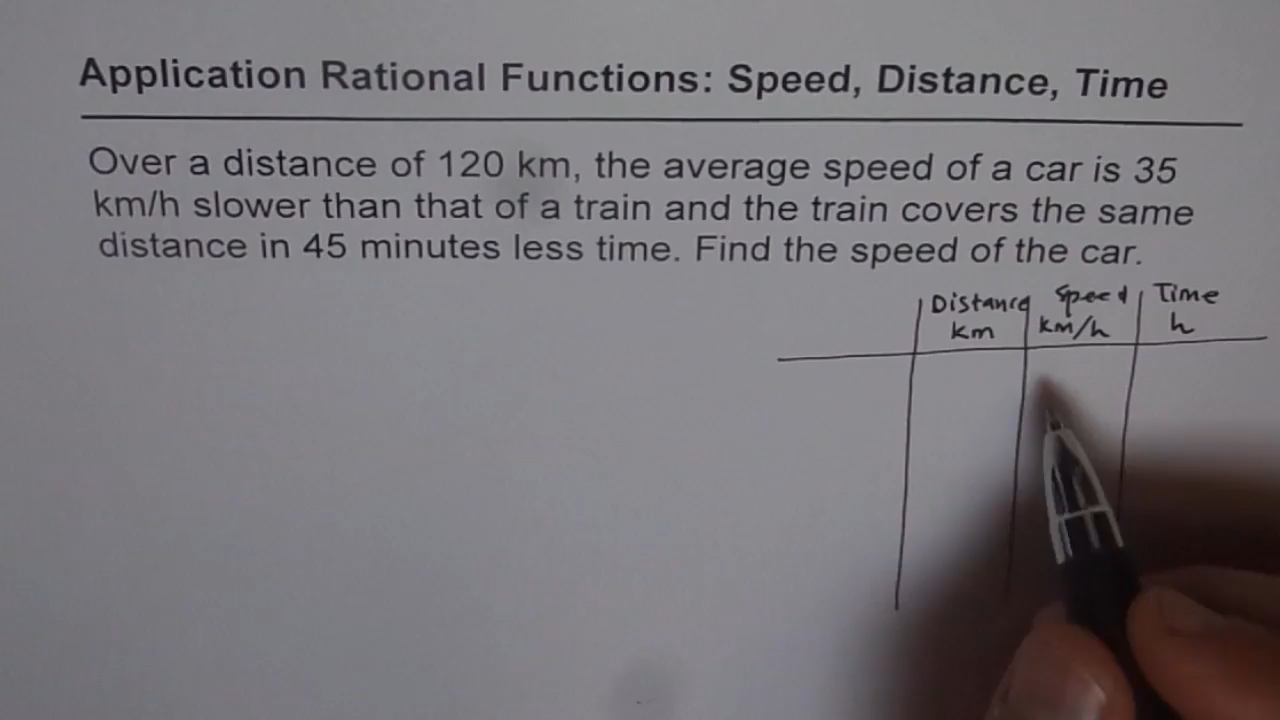 Application Rational Functions: Speed, Distance, Time
Over a distance of 120 km, the average speed of a car is 35
km/h slower than that of a train and the train covers the same
distance in 45 minutes less time. Find the speed of the car.
Distance Speed Time
km km/h h